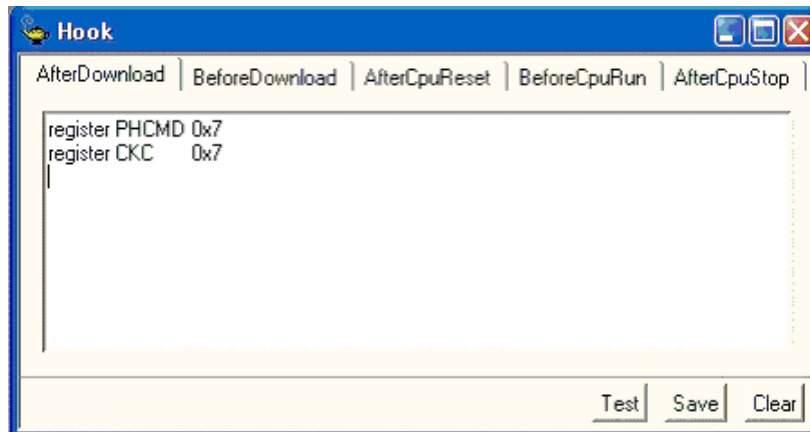 Hook
AfterDownload BeforeDownload AfterCpuReset BeforeCpuRun AfterCpuStop
register PHCMD 0x7
register CKC 0x7
Test Save Clear